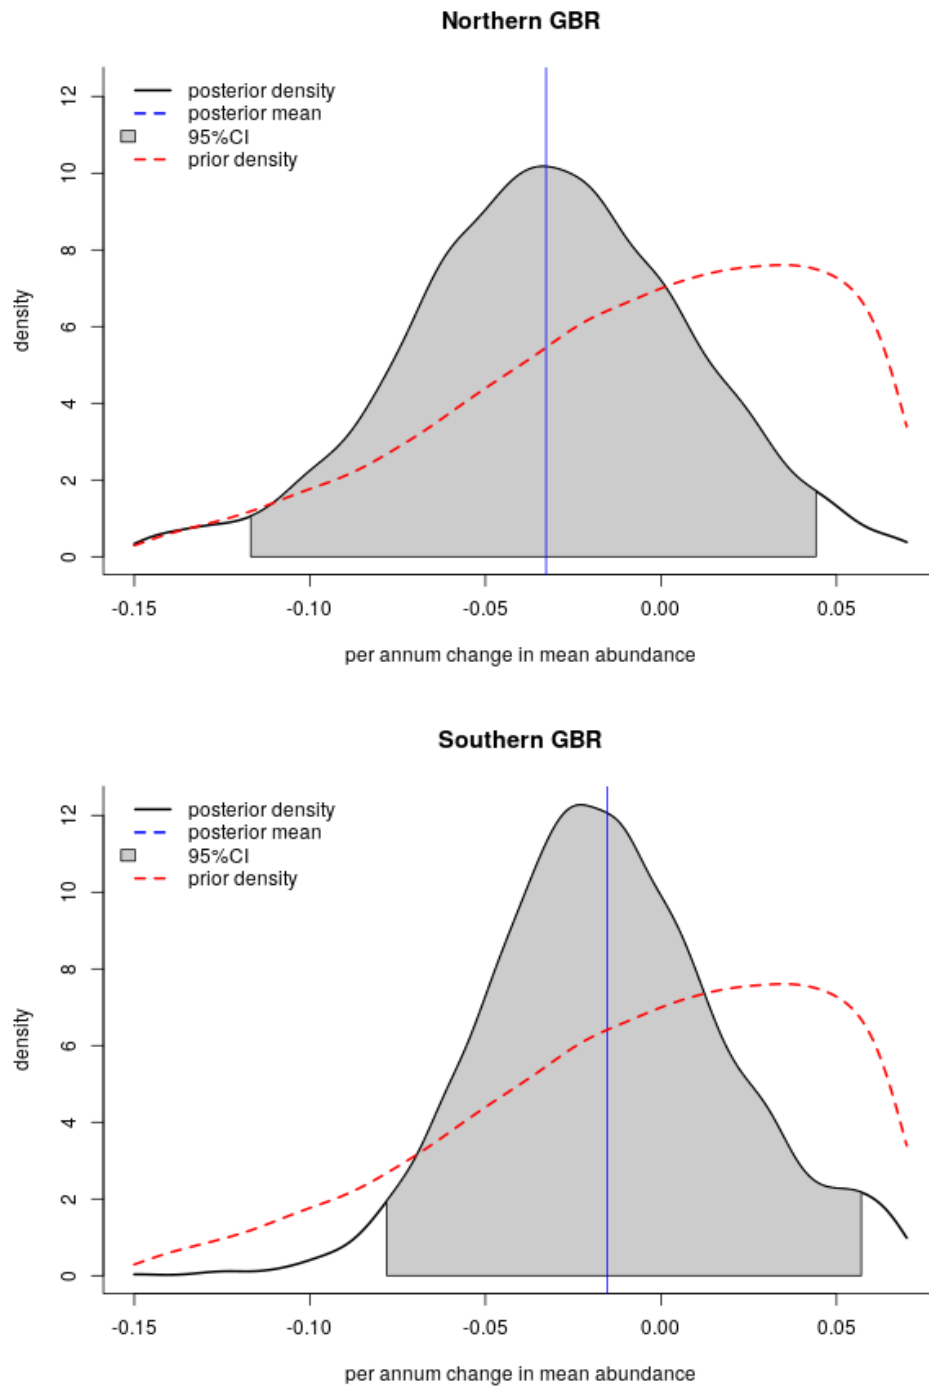 Northern GBR
posterior density
posterior mean
95%CI
prior density
density
12
10
8
6
4
2
0
-0.15 -0.10 -0.05 0.00 0.05
per annum change in mean abundance
Southern GBR
posterior density
posterior mean
95%CI
prior density
density
12
10
8
6
4
2
0
-0.15 -0.10 -0.05 0.00 0.05
per annum change in mean abundance